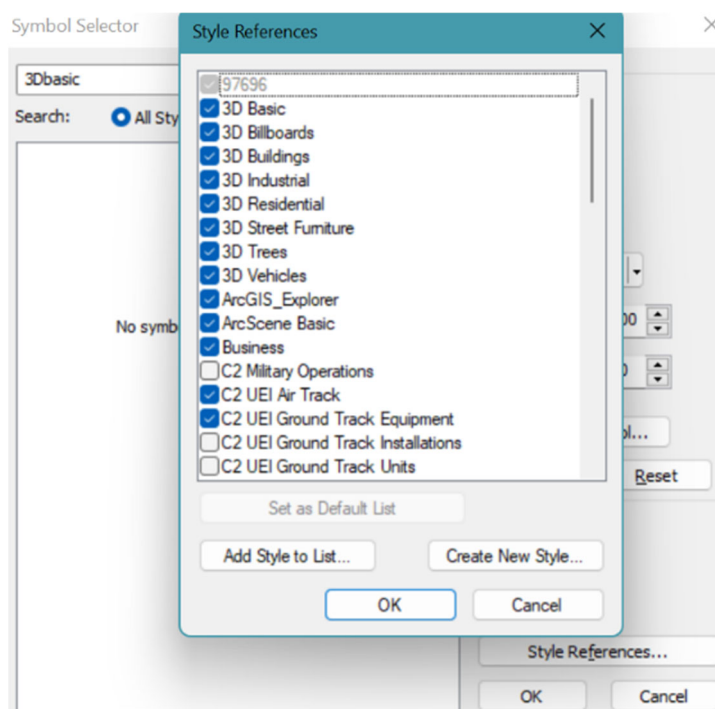 Symbol Selector
Style References
3Dbasic
Search:
All Sty
97696
3D Basic
3D Billboards
3D Buildings
3D Industrial
3D Residential
3D Street Furniture
3D Trees
3D Vehicles
ArcGIS_Explorer
ArcScene Basic
Business
C2 Military Operations
C2 UEI Air Track
C2 UEI Ground Track Equipment
C2 UEI Ground Track Installations
C2 UEI Ground Track Units
No symb
00
Reset
Set as Default List
Add Style to List...
Create New Style...
OK
Cancel
Style References...
OK
Cancel